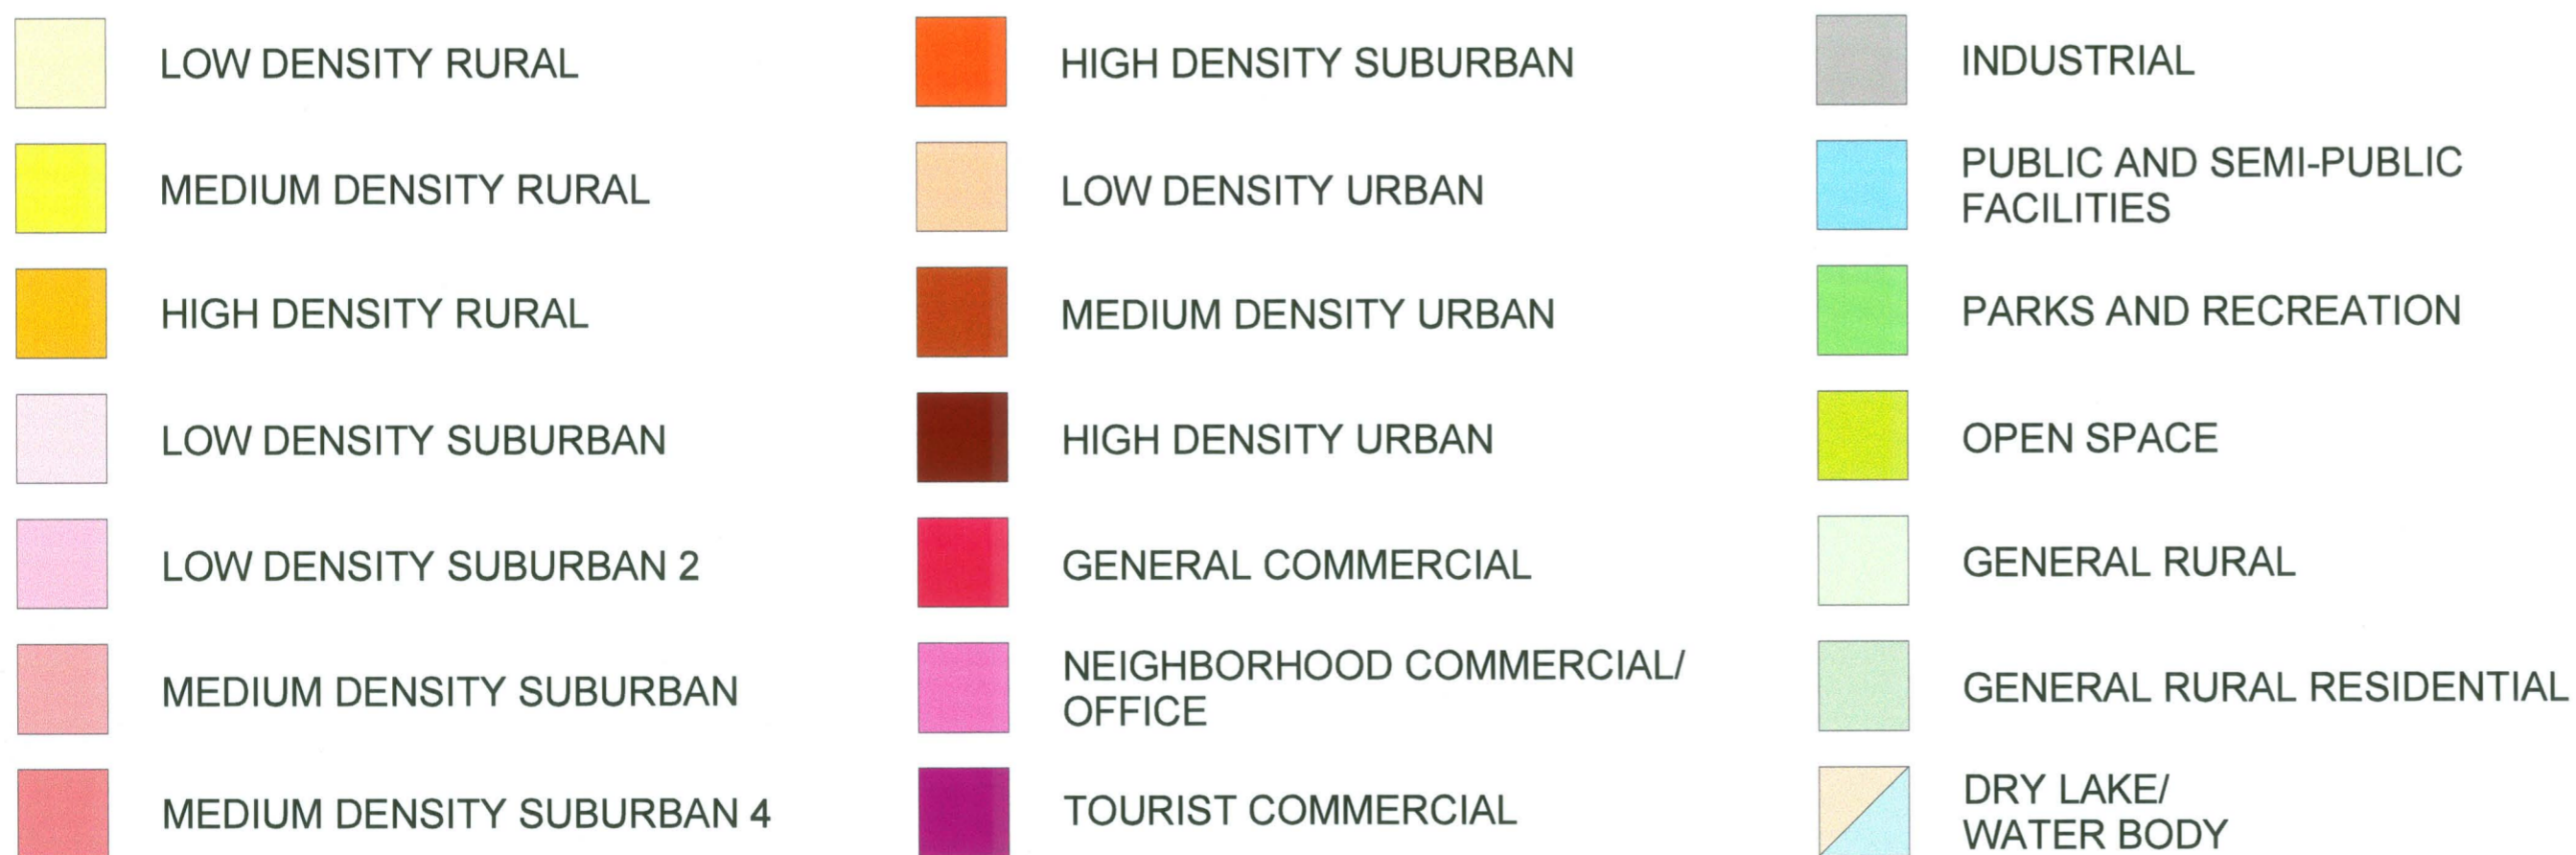 LOW DENSITY RURAL
MEDIUM DENSITY RURAL
HIGH DENSITY RURAL
LOW DENSITY SUBURBAN
LOW DENSITY SUBURBAN 2
MEDIUM DENSITY SUBURBAN
MEDIUM DENSITY SUBURBAN 4
HIGH DENSITY SUBURBAN
LOW DENSITY URBAN
MEDIUM DENSITY URBAN
HIGH DENSITY URBAN
GENERAL COMMERCIAL
NEIGHBORHOOD COMMERCIAL/
OFFICE
TOURIST COMMERCIAL
INDUSTRIAL
PUBLIC AND SEMI-PUBLIC
FACILITIES
PARKS AND RECREATION
OPEN SPACE
GENERAL RURAL
GENERAL RURAL RESIDENTIAL
DRY LAKE/
WATER BODY